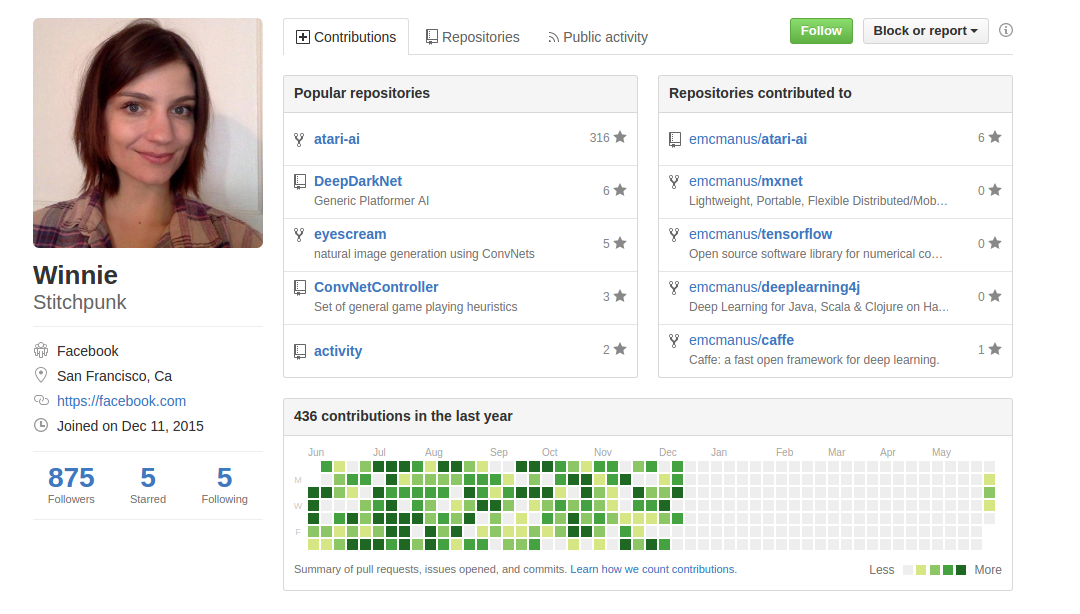 Contributions Repositories Public activity Follow Block or report
Winnie
Stitchpunk
Facebook
San Francisco, Ca
https://facebook.com
Joined on Dec 11, 2015
875 5 5
Followers Starred Following
Popular repositories
atari-ai 316
DeepDarkNet
Generic Platformer AI 6
eyescream
natural image generation using ConvNets 5
ConvNetController
Set of general game playing heuristics 3
activity 2
Repositories contributed to
emcmanus/atari-ai 6
emcmanus/mxnet
Lightweight, Portable, Flexible Distributed/Mob… 0
emcmanus/tensorflow
Open source software library for numerical co… 0
emcmanus/deeplearning4j
Deep Learning for Java, Scala & Clojure on Ha… 0
emcmanus/caffe
Caffe: a fast open framework for deep learning. 1
436 contributions in the last year
Jun Jul Aug Sep Oct Nov Dec Jan Feb Mar Apr May
M
W
F
Summary of pull requests, issues opened, and commits. Learn how we count contributions. Less More